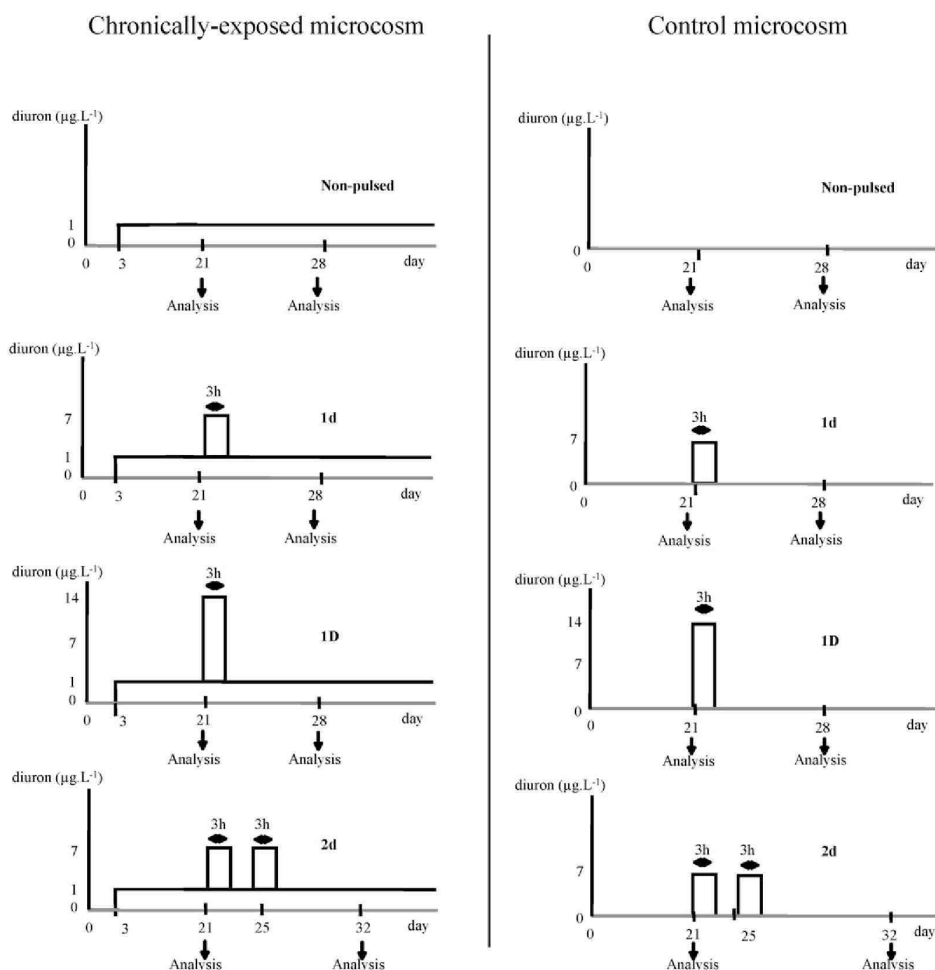 Chronically-exposed microcosm
diuron (µg.L-1)
Non-pulsed
1
0
0 3 21 28 day
Analysis Analysis
diuron (µg.L-1)
3h
7
1d
1
0
0 3 21 28 day
Analysis Analysis
diuron (µg.L-1)
3h
14
7
1D
1
0
0 3 21 28 day
Analysis Analysis
diuron (µg.L-1)
3h 3h
2d
7
1
0
0 3 21 25 32 day
Analysis Analysis
Control microcosm
diuron (µg.L-1)
Non-pulsed
0
0 21 28 day
Analysis Analysis
diuron (µg.L-1)
3h
1d
7
0
0 21 28 day
Analysis Analysis
diuron (µg.L-1)
3h
14
1D
7
0
0 21 28 day
Analysis Analysis
diuron (µg.L-1)
3h 3h
2d
7
0
0 21 25 32 day
Analysis Analysis